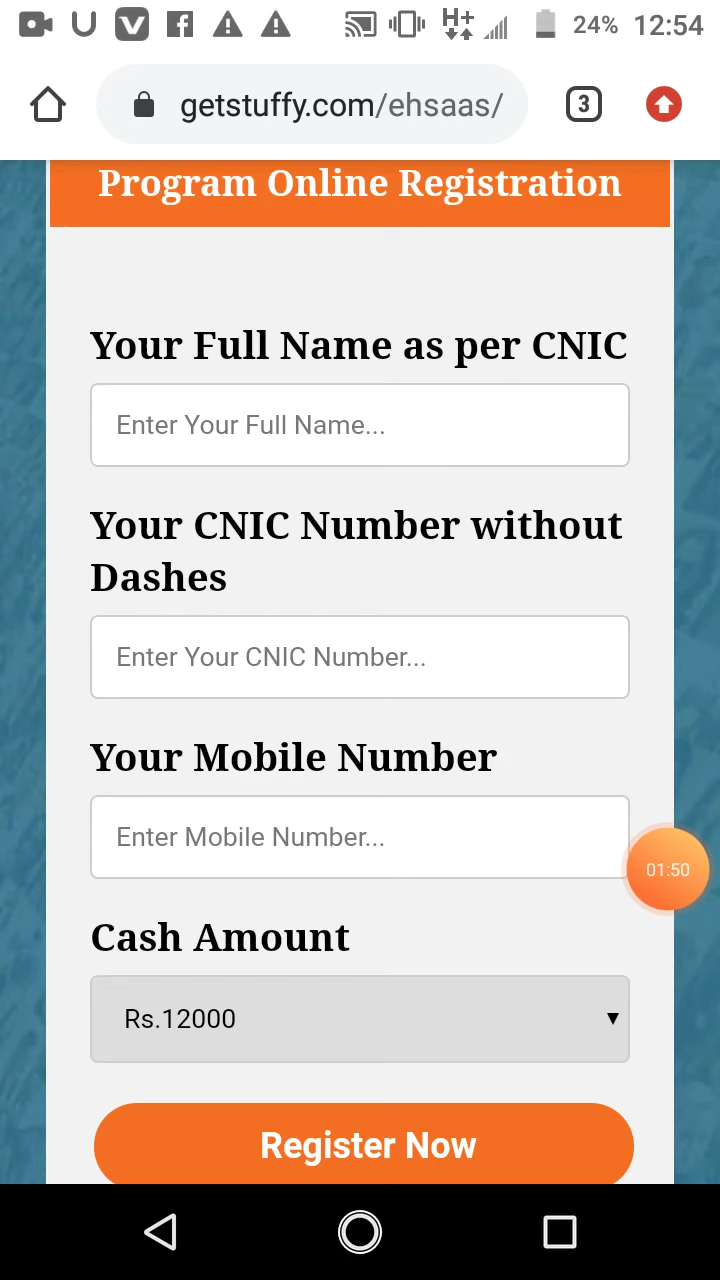 24% 12:54
getstuffy.com/ehsaas/
3
Program Online Registration
Your Full Name as per CNIC
Enter Your Full Name...
Your CNIC Number without
Dashes
Enter Your CNIC Number...
Your Mobile Number
Enter Mobile Number...
01:50
Cash Amount
Rs.12000
Register Now